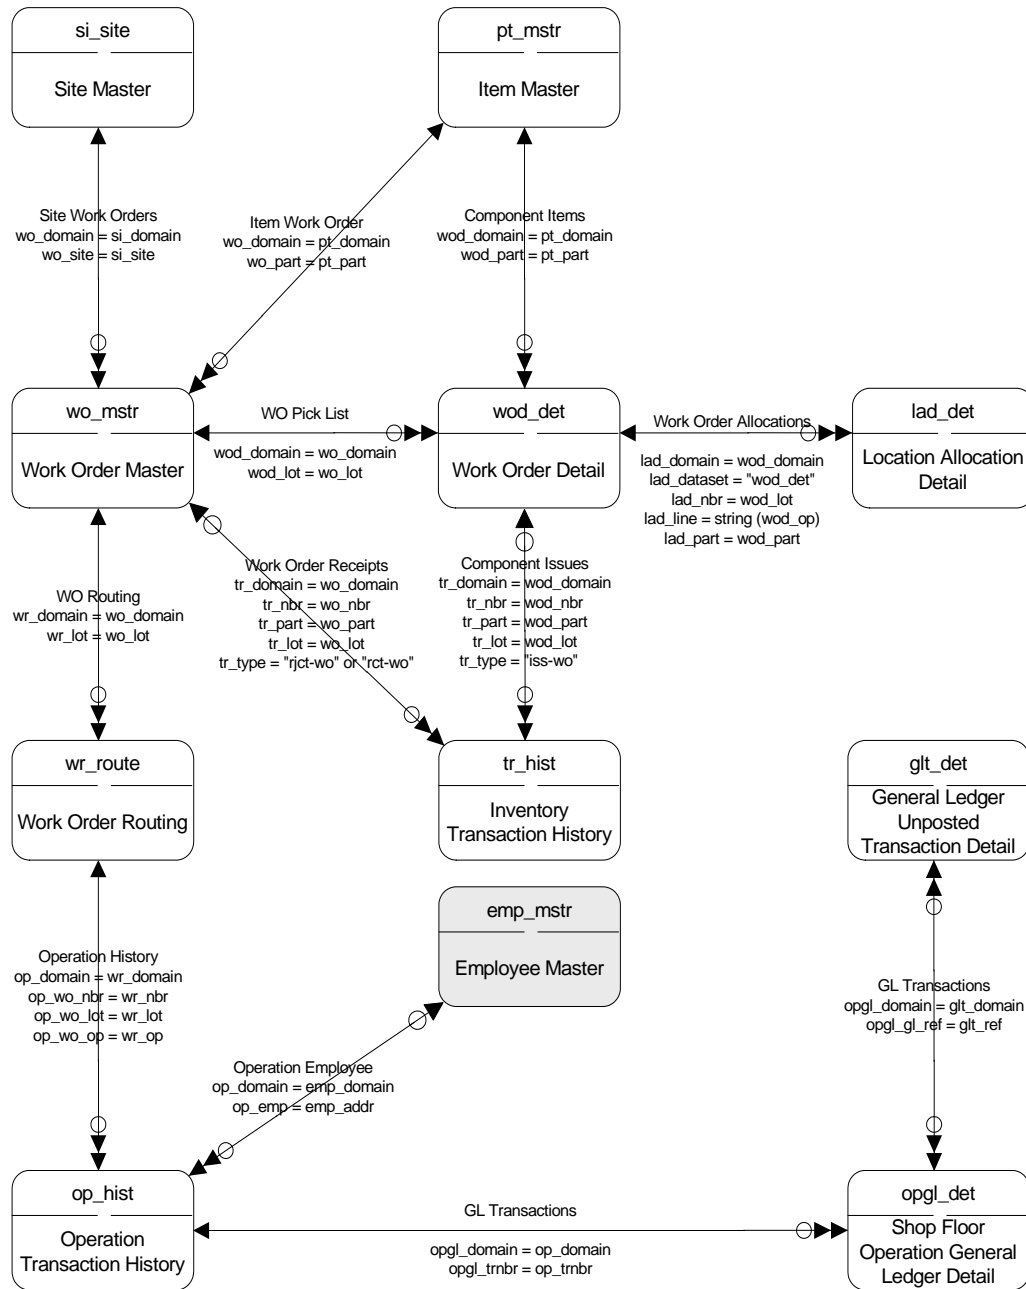 si_site
Site Master
pt_mstr
Item Master
Site Work Orders
wo_domain = si_domain
wo_site = si_site
Item Work Order
wo_domain = pt_domain
wo_part = pt_part
Component Items
wod_domain = pt_domain
wod_part = pt_part
wo_mstr
Work Order Master
WO Pick List
wod_domain = wo_domain
wod_lot = wo_lot
wod_det
Work Order Detail
Work Order Allocations
lad_domain = wod_domain
lad_dataset = "wod_det"
lad_nbr = wod_lot
lad_line = string (wod_op)
lad_part = wod_part
lad_det
Location Allocation
Detail
WO Routing
wr_domain = wo_domain
wr_lot = wo_lot
Work Order Receipts
tr_domain = wo_domain
tr_nbr = wo_nbr
tr_part = wo_part
tr_lot = wo_lot
tr_type = "rjct-wo" or "rct-wo"
Component Issues
tr_domain = wod_domain
tr_nbr = wod_nbr
tr_part = wod_part
tr_lot = wod_lot
tr_type = "iss-wo"
wr_route
Work Order Routing
tr_hist
Inventory
Transaction History
glt_det
General Ledger
Unposted
Transaction Detail
emp_mstr
Employee Master
Operation History
op_domain = wr_domain
op_wo_nbr = wr_nbr
op_wo_lot = wr_lot
op_wo_op = wr_op
GL Transactions
opgl_domain = glt_domain
opgl_gl_ref = glt_ref
Operation Employee
op_domain = emp_domain
op_emp = emp_addr
op_hist
Operation
Transaction History
GL Transactions
opgl_domain = op_domain
opgl_trnbr = op_trnbr
opgl_det
Shop Floor
Operation General
Ledger Detail